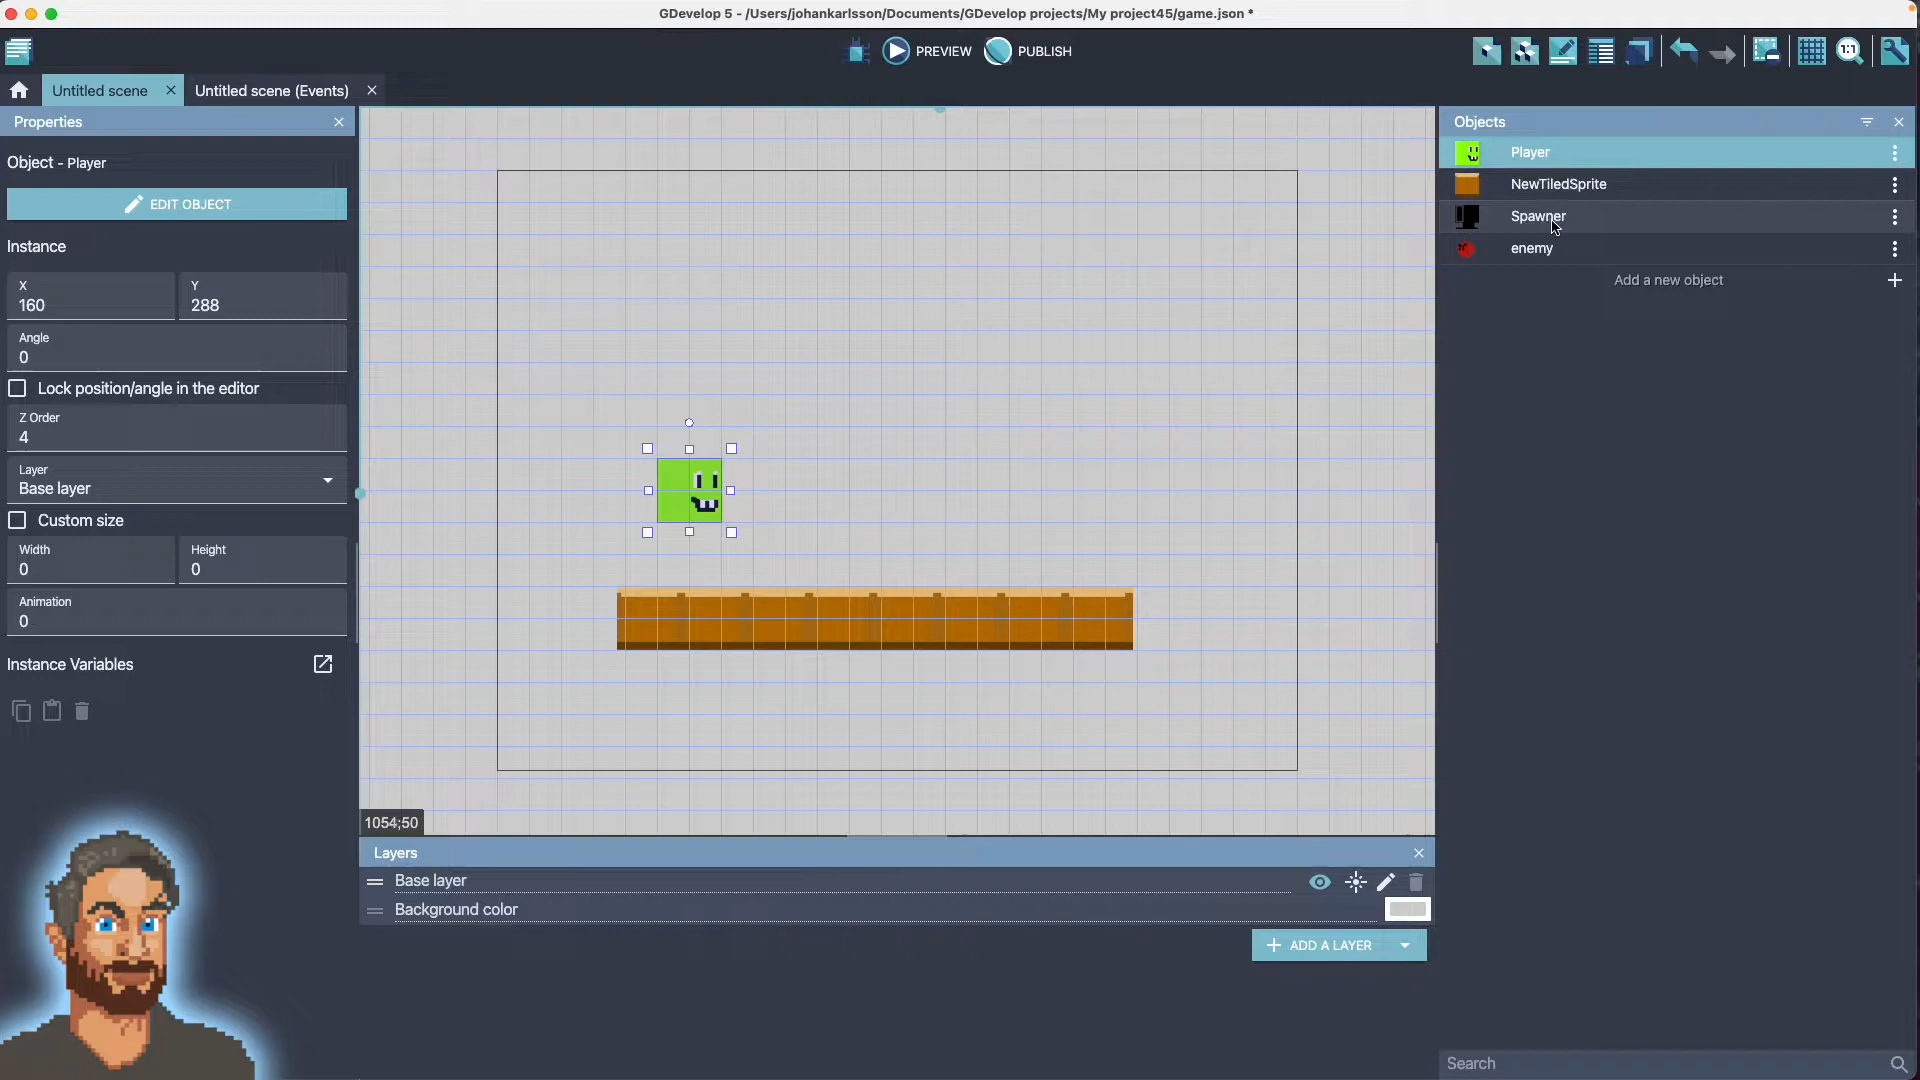 GDevelop 5 - /Users/johankarlsson/Documents/GDevelop projects/My project45/game.json *
PREVIEW
PUBLISH
1:1
Untitled scene
Untitled scene (Events)
Properties
Object - Player
EDIT OBJECT
Instance
X
160
Y
288
Angle
0
Lock position/angle in the editor
Z Order
4
Layer
Base layer
Custom size
Width
0
Height
0
Animation
0
Instance Variables
1054;50
Layers
Base layer
Background color
ADD A LAYER
Objects
Player
NewTiledSprite
Spawner
enemy
Add a new object
Search